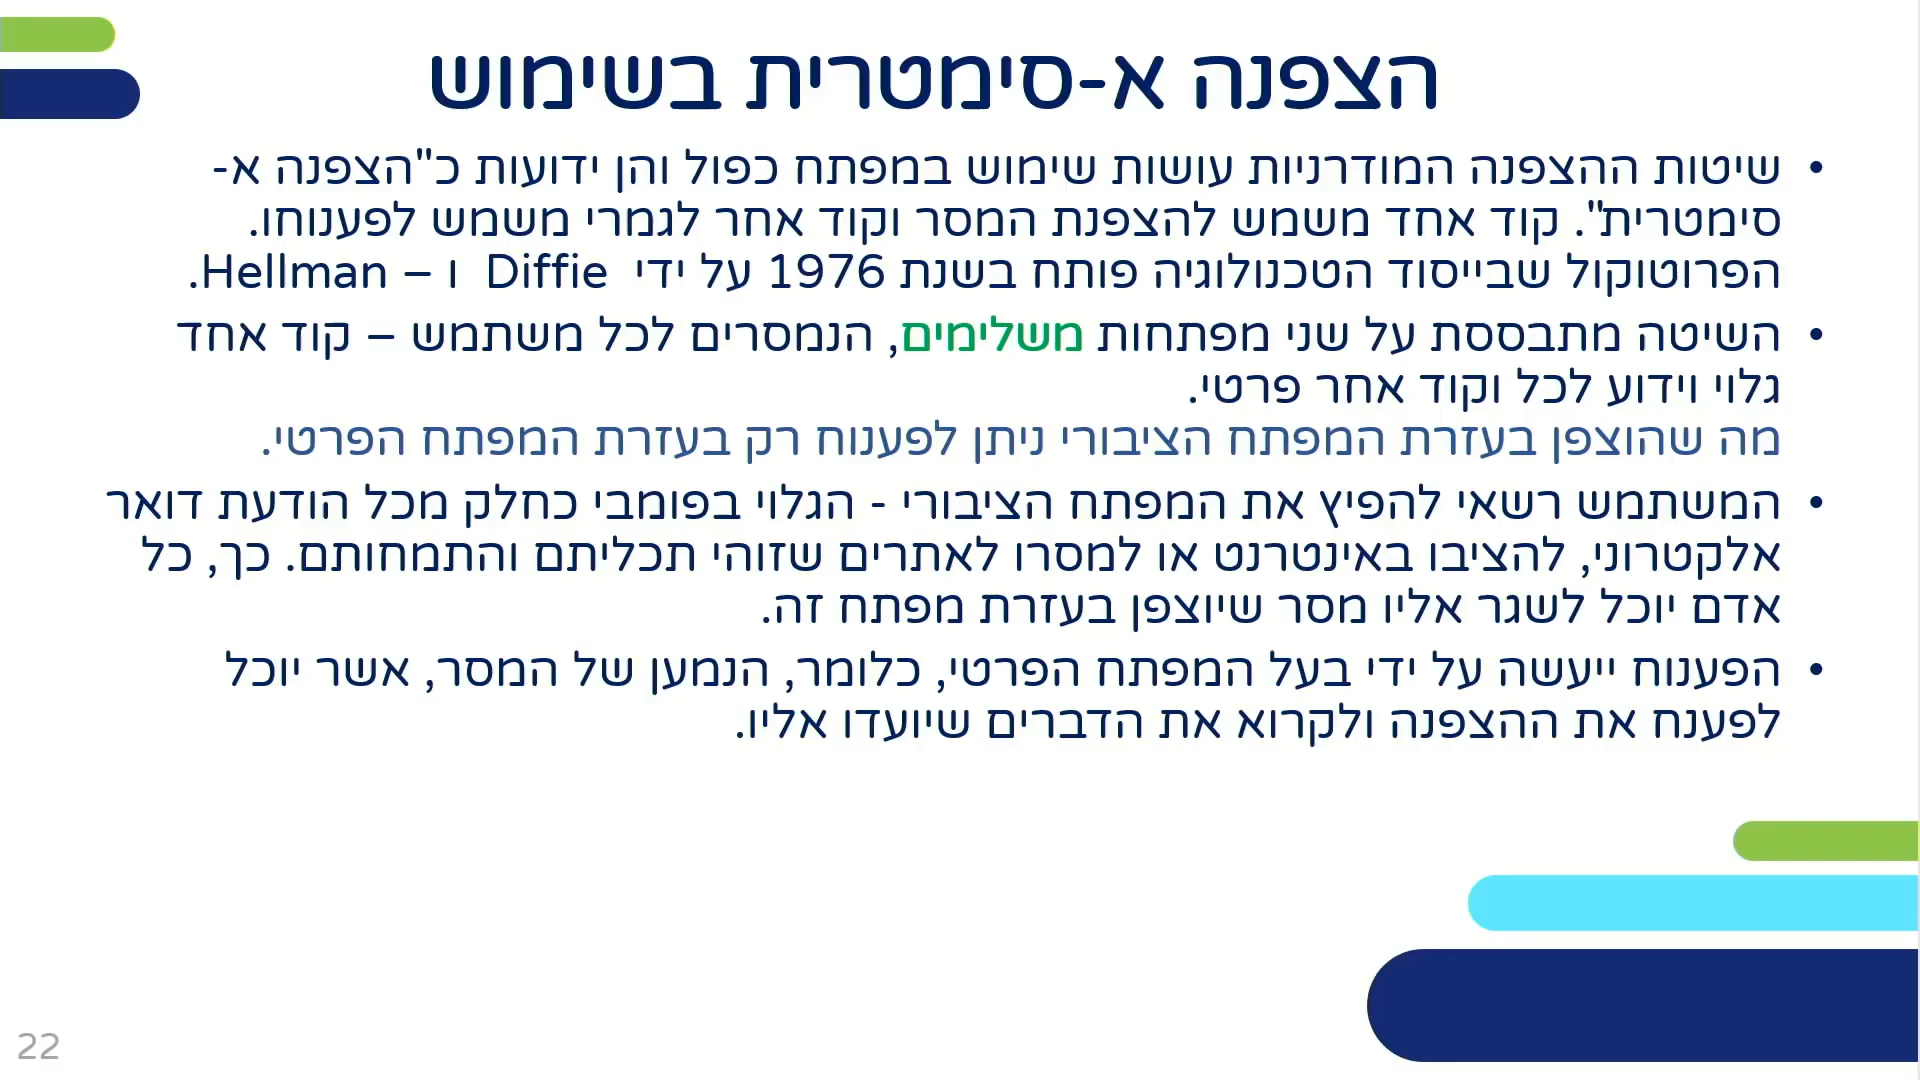 הצפנה א-סימטרית בשימוש
• שיטות ההצפנה המודרניות עושות שימוש במפתח כפול והן ידועות כ"הצפנה א-
סימטרית". קוד אחד משמש להצפנת המסר וקוד אחר לגמרי משמש לפענוחו.
הפרוטוקול שבייסוד הטכנולוגיה פותח בשנת 1976 על ידי Diffie ו – Hellman.
• השיטה מתבססת על שני מפתחות משלימים, הנמסרים לכל משתמש – קוד אחד
גלוי וידוע לכל וקוד אחר פרטי.
מה שהוצפן בעזרת המפתח הציבורי ניתן לפענוח רק בעזרת המפתח הפרטי.
• המשתמש רשאי להפיץ את המפתח הציבורי - הגלוי בפומבי כחלק מכל הודעת דואר
אלקטרוני, להציבו באינטרנט או למסרו לאתרים שזוהי תכליתם והתמחותם. כך, כל
אדם יוכל לשגר אליו מסר שיוצפן בעזרת מפתח זה.
• הפענוח ייעשה על ידי בעל המפתח הפרטי, כלומר, הנמען של המסר, אשר יוכל
לפענח את ההצפנה ולקרוא את הדברים שיועדו אליו.
22